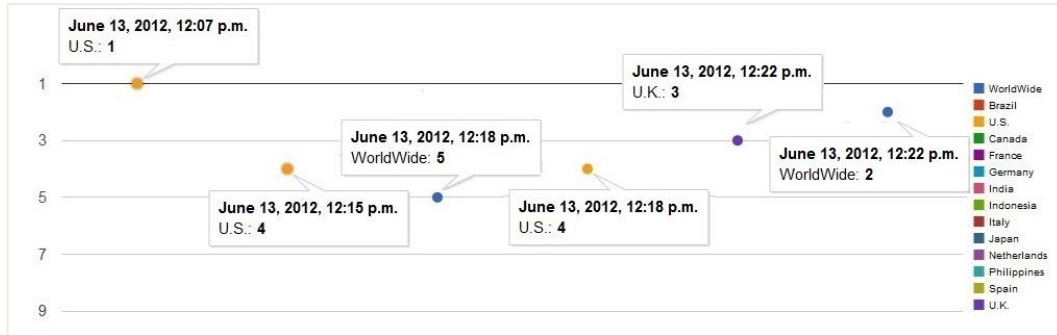 June 13, 2012, 12:07 p.m.
U.S.: 1
June 13, 2012, 12:22 p.m.
U.K.: 3
June 13, 2012, 12:18 p.m.
WorldWide: 5
June 13, 2012, 12:22 p.m.
WorldWide: 2
June 13, 2012, 12:15 p.m.
U.S.: 4
June 13, 2012, 12:18 p.m.
U.S.: 4
1
3
5
7
9
WorldWide
Brazil
U.S.
Canada
France
Germany
India
Indonesia
Italy
Japan
Netherlands
Philippines
Spain
U.K.